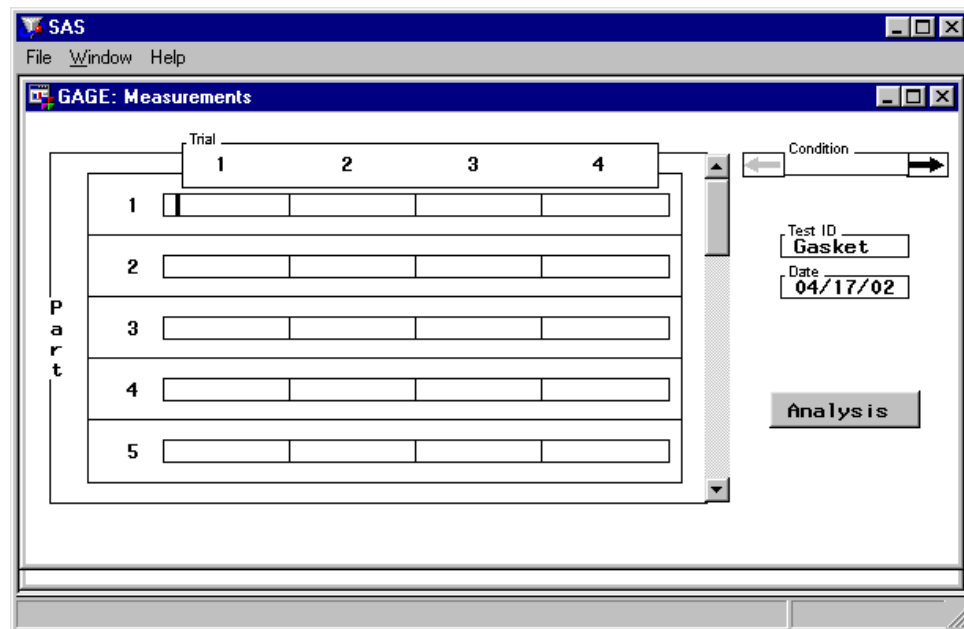 SAS
File Window Help
GAGE: Measurements
Trial
1 2 3 4
Condition
1
Test ID
Gasket
2
Date
04/17/02
Part
3
4
Analysis
5